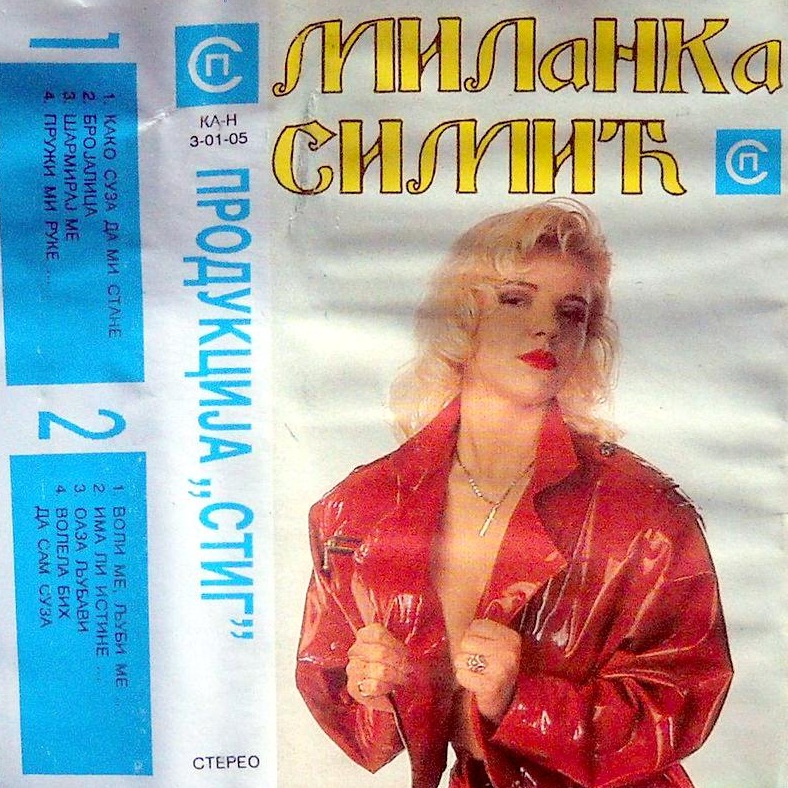 1
1. КАКО СУЗА ДА МИ СТАНЕ
2. БРОЈАЛИЦА
3. ШАРМИРАЈ МЕ
4. ПРУЖИ МИ РУКЕ ...
2
1. ВОЛИ МЕ, ЉУБИ МЕ ...
2. ИМА ЛИ ИСТИНЕ ...
3. ОАЗА ЉУБАВИ
4. ВОЛЕЛА БИХ
ДА САМ СУЗА
СП
КА-Н
3-01-05
ПРОДУКЦИЈА „СТИГ”
СТЕРЕО
МИЛаНКа
СИМИЋ
СП